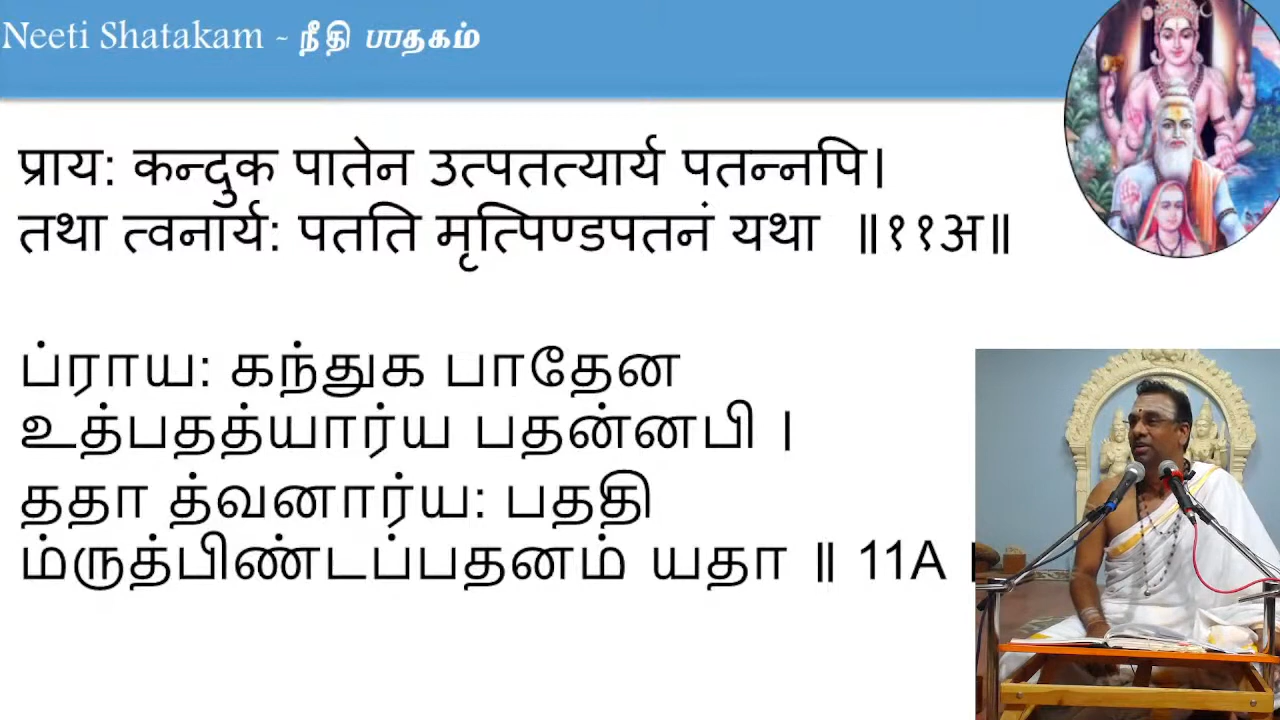 Neeti Shatakam - நீதி ஶதகம்
प्राय: कन्दुक पातेन उत्पतत्यार्य पतन्नपि।
तथा त्वनार्य: पतति मृत्पिण्डपतनं यथा ॥११अ॥
ப்ராய: கந்துக பாதேன
உத்பதத்யார்ய பதன்னபி ।
ததா த்வனார்ய: பததி
ம்ருத்பிண்டப்பதனம் யதா ॥ 11A ।